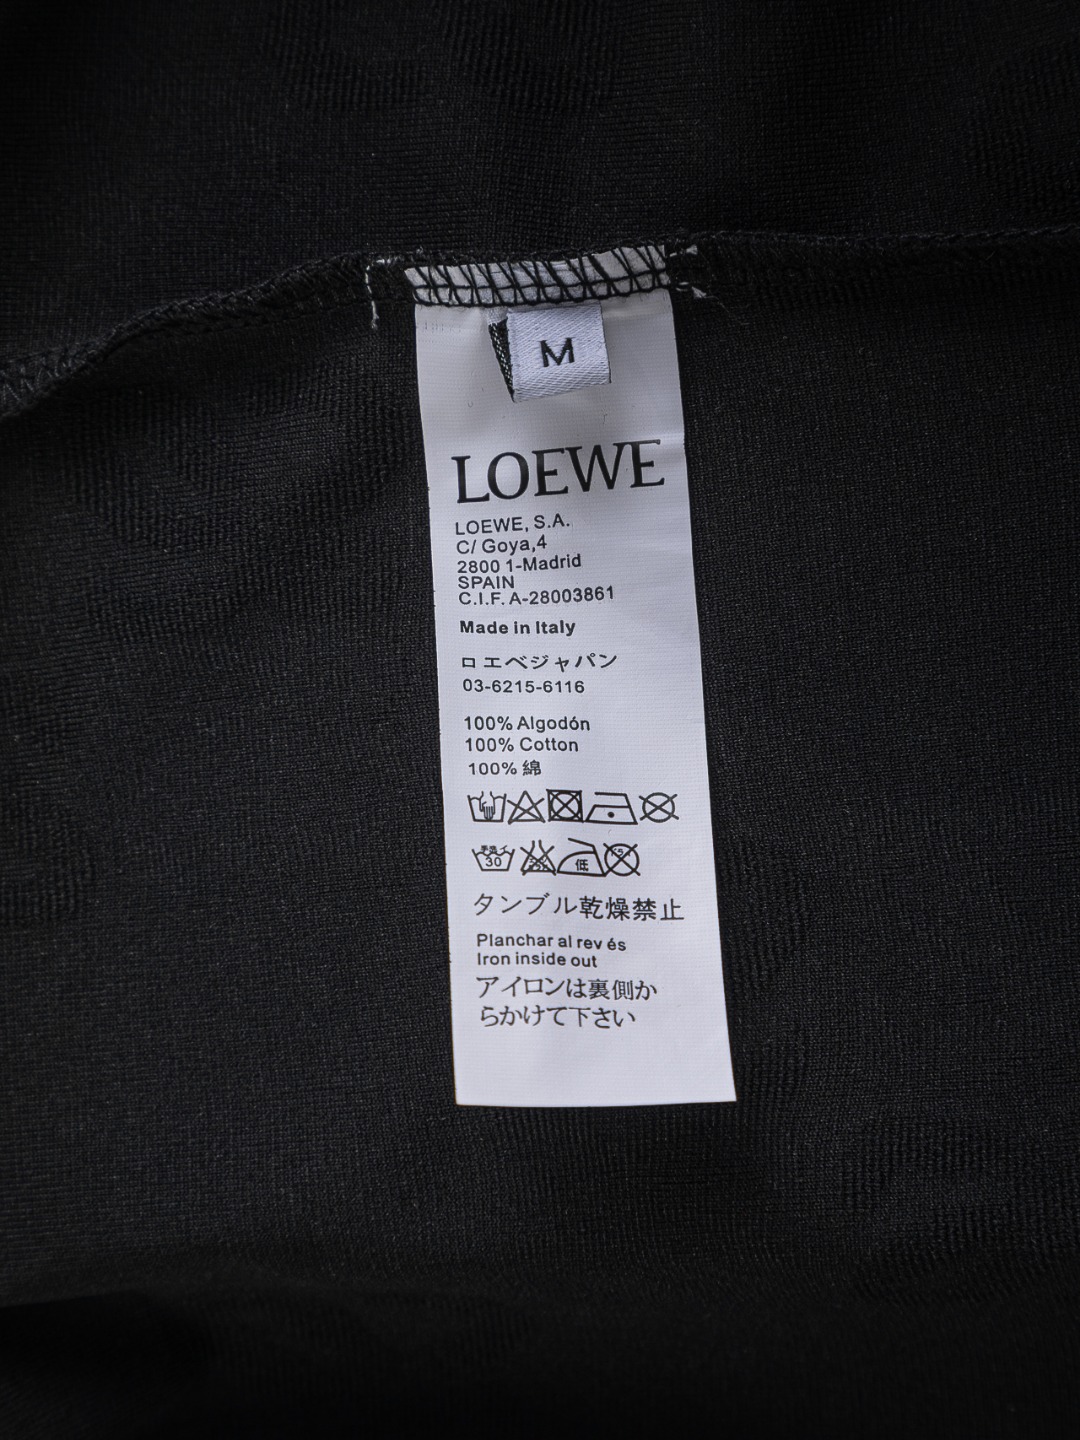 M
LOEWE
LOEWE, S.A.
C/ Goya,4
2800 1-Madrid
SPAIN
C.I.F. A-28003861
Made in Italy
ロエベジャパン
03-6215-6116
100% Algodón
100% Cotton
100% 綿
30 低
タンブル乾燥禁止
Planchar al rev és
Iron inside out
アイロンは裏側か
らかけて下さい